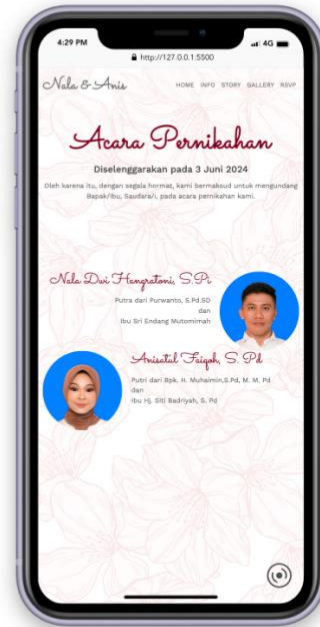 4:29 PM
4G
http://127.0.0.1:5500
Nala & Anis
HOME INFO STORY GALLERY RSVP
Acara Pernikahan
Diselenggarakan pada 3 Juni 2024
Oleh karena itu, dengan segala hormat, kami bermaksud untuk mengundang
Bapak/Ibu, Saudara/i, pada acara pernikahan kami.
Nala Dwi Hangratoni, S.Pi
Putra dari Purwanto, S.Pd.SD
dan
Ibu Sri Endang Mutomimah
Anisatul Faiqoh, S. Pd
Putri dari Bpk. H. Muhaimin,S.Pd, M. M. Pd
dan
Ibu Hj. Siti Badriyah, S. Pd